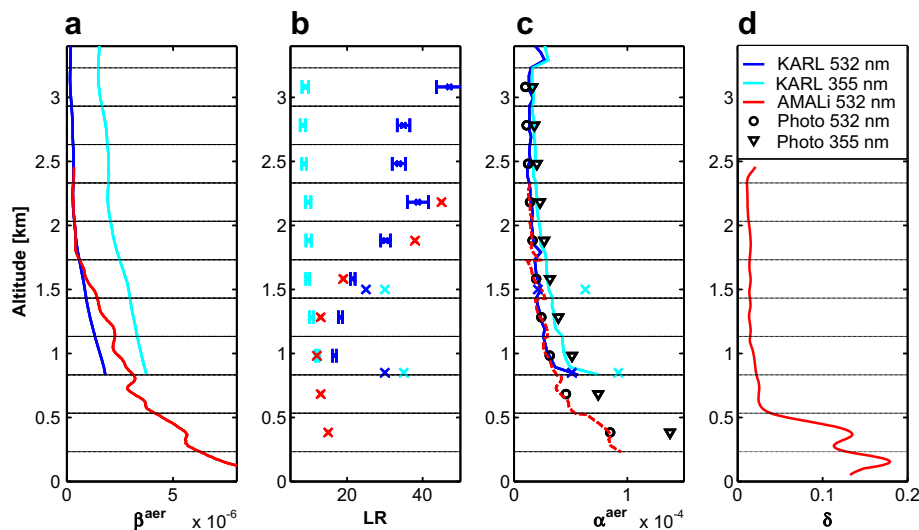 a
b
c
d
Altitude [km]
3
2.5
2
1.5
1
0.5
0
0
5
β^aer
x 10^-6
20
40
LR
0
1
α^aer
x 10^-4
KARL 532 nm
KARL 355 nm
AMALi 532 nm
Photo 532 nm
Photo 355 nm
0
0.1
0.2
δ